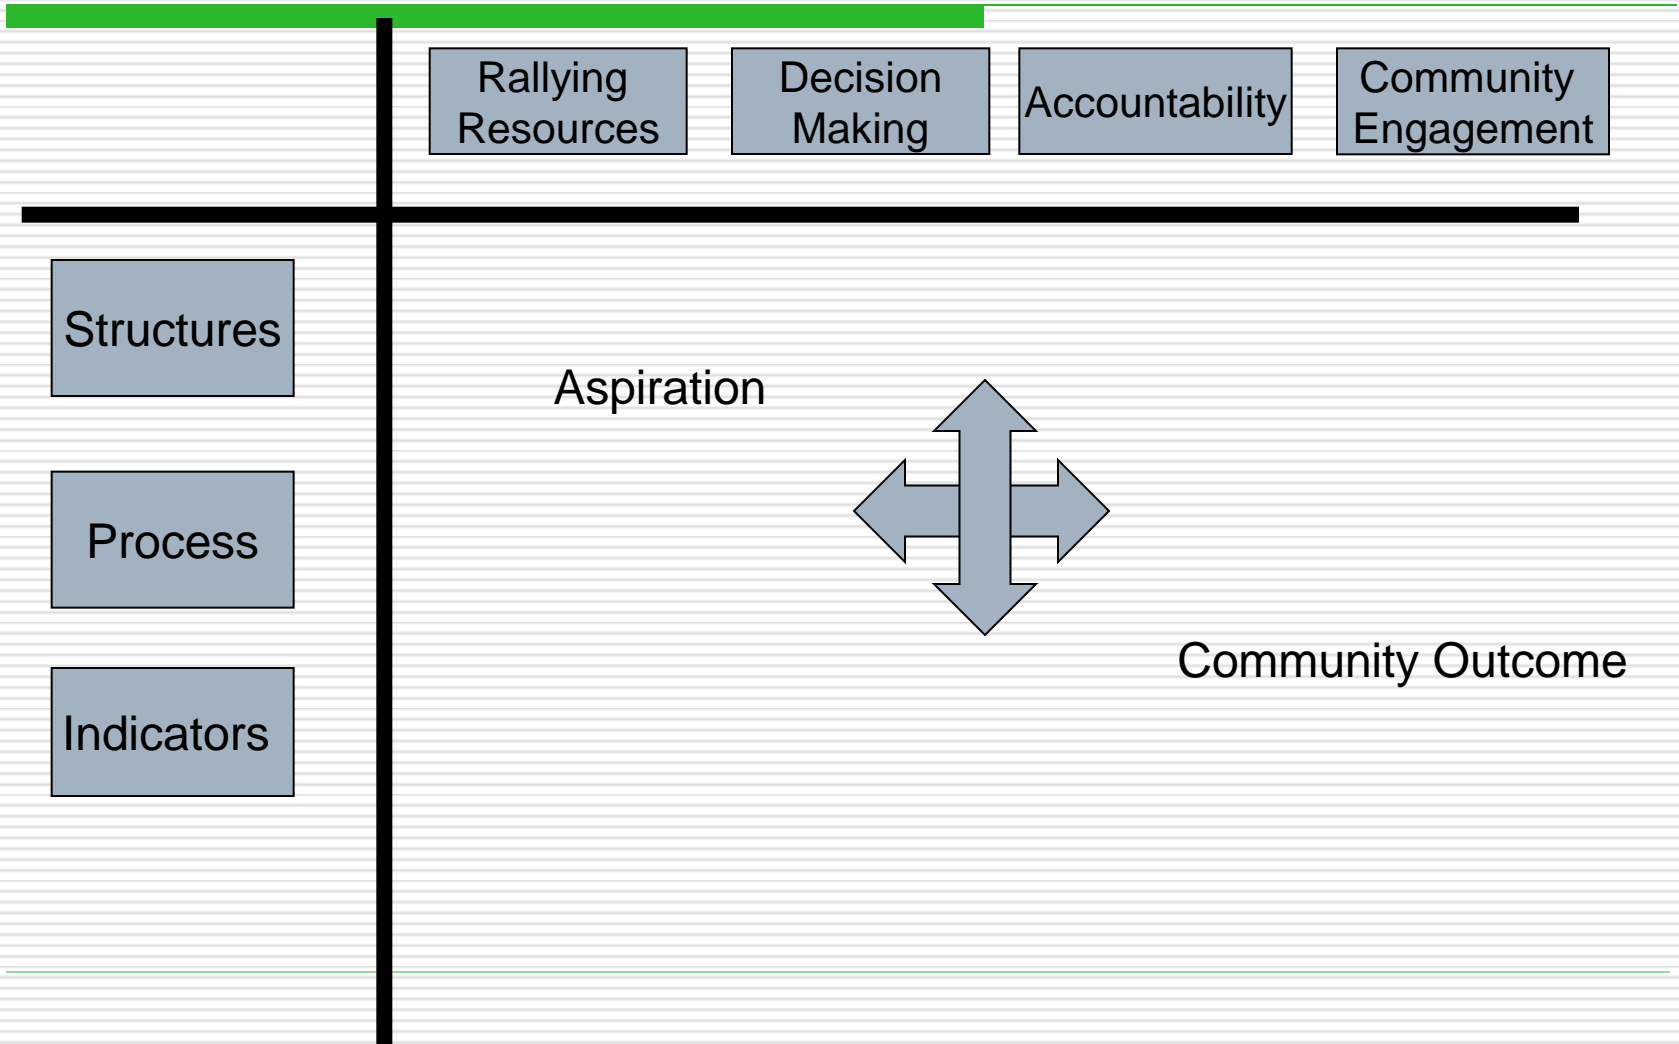 Rallying
Resources
Decision
Making
Accountability
Community
Engagement
Structures
Aspiration
Process
Community Outcome
Indicators